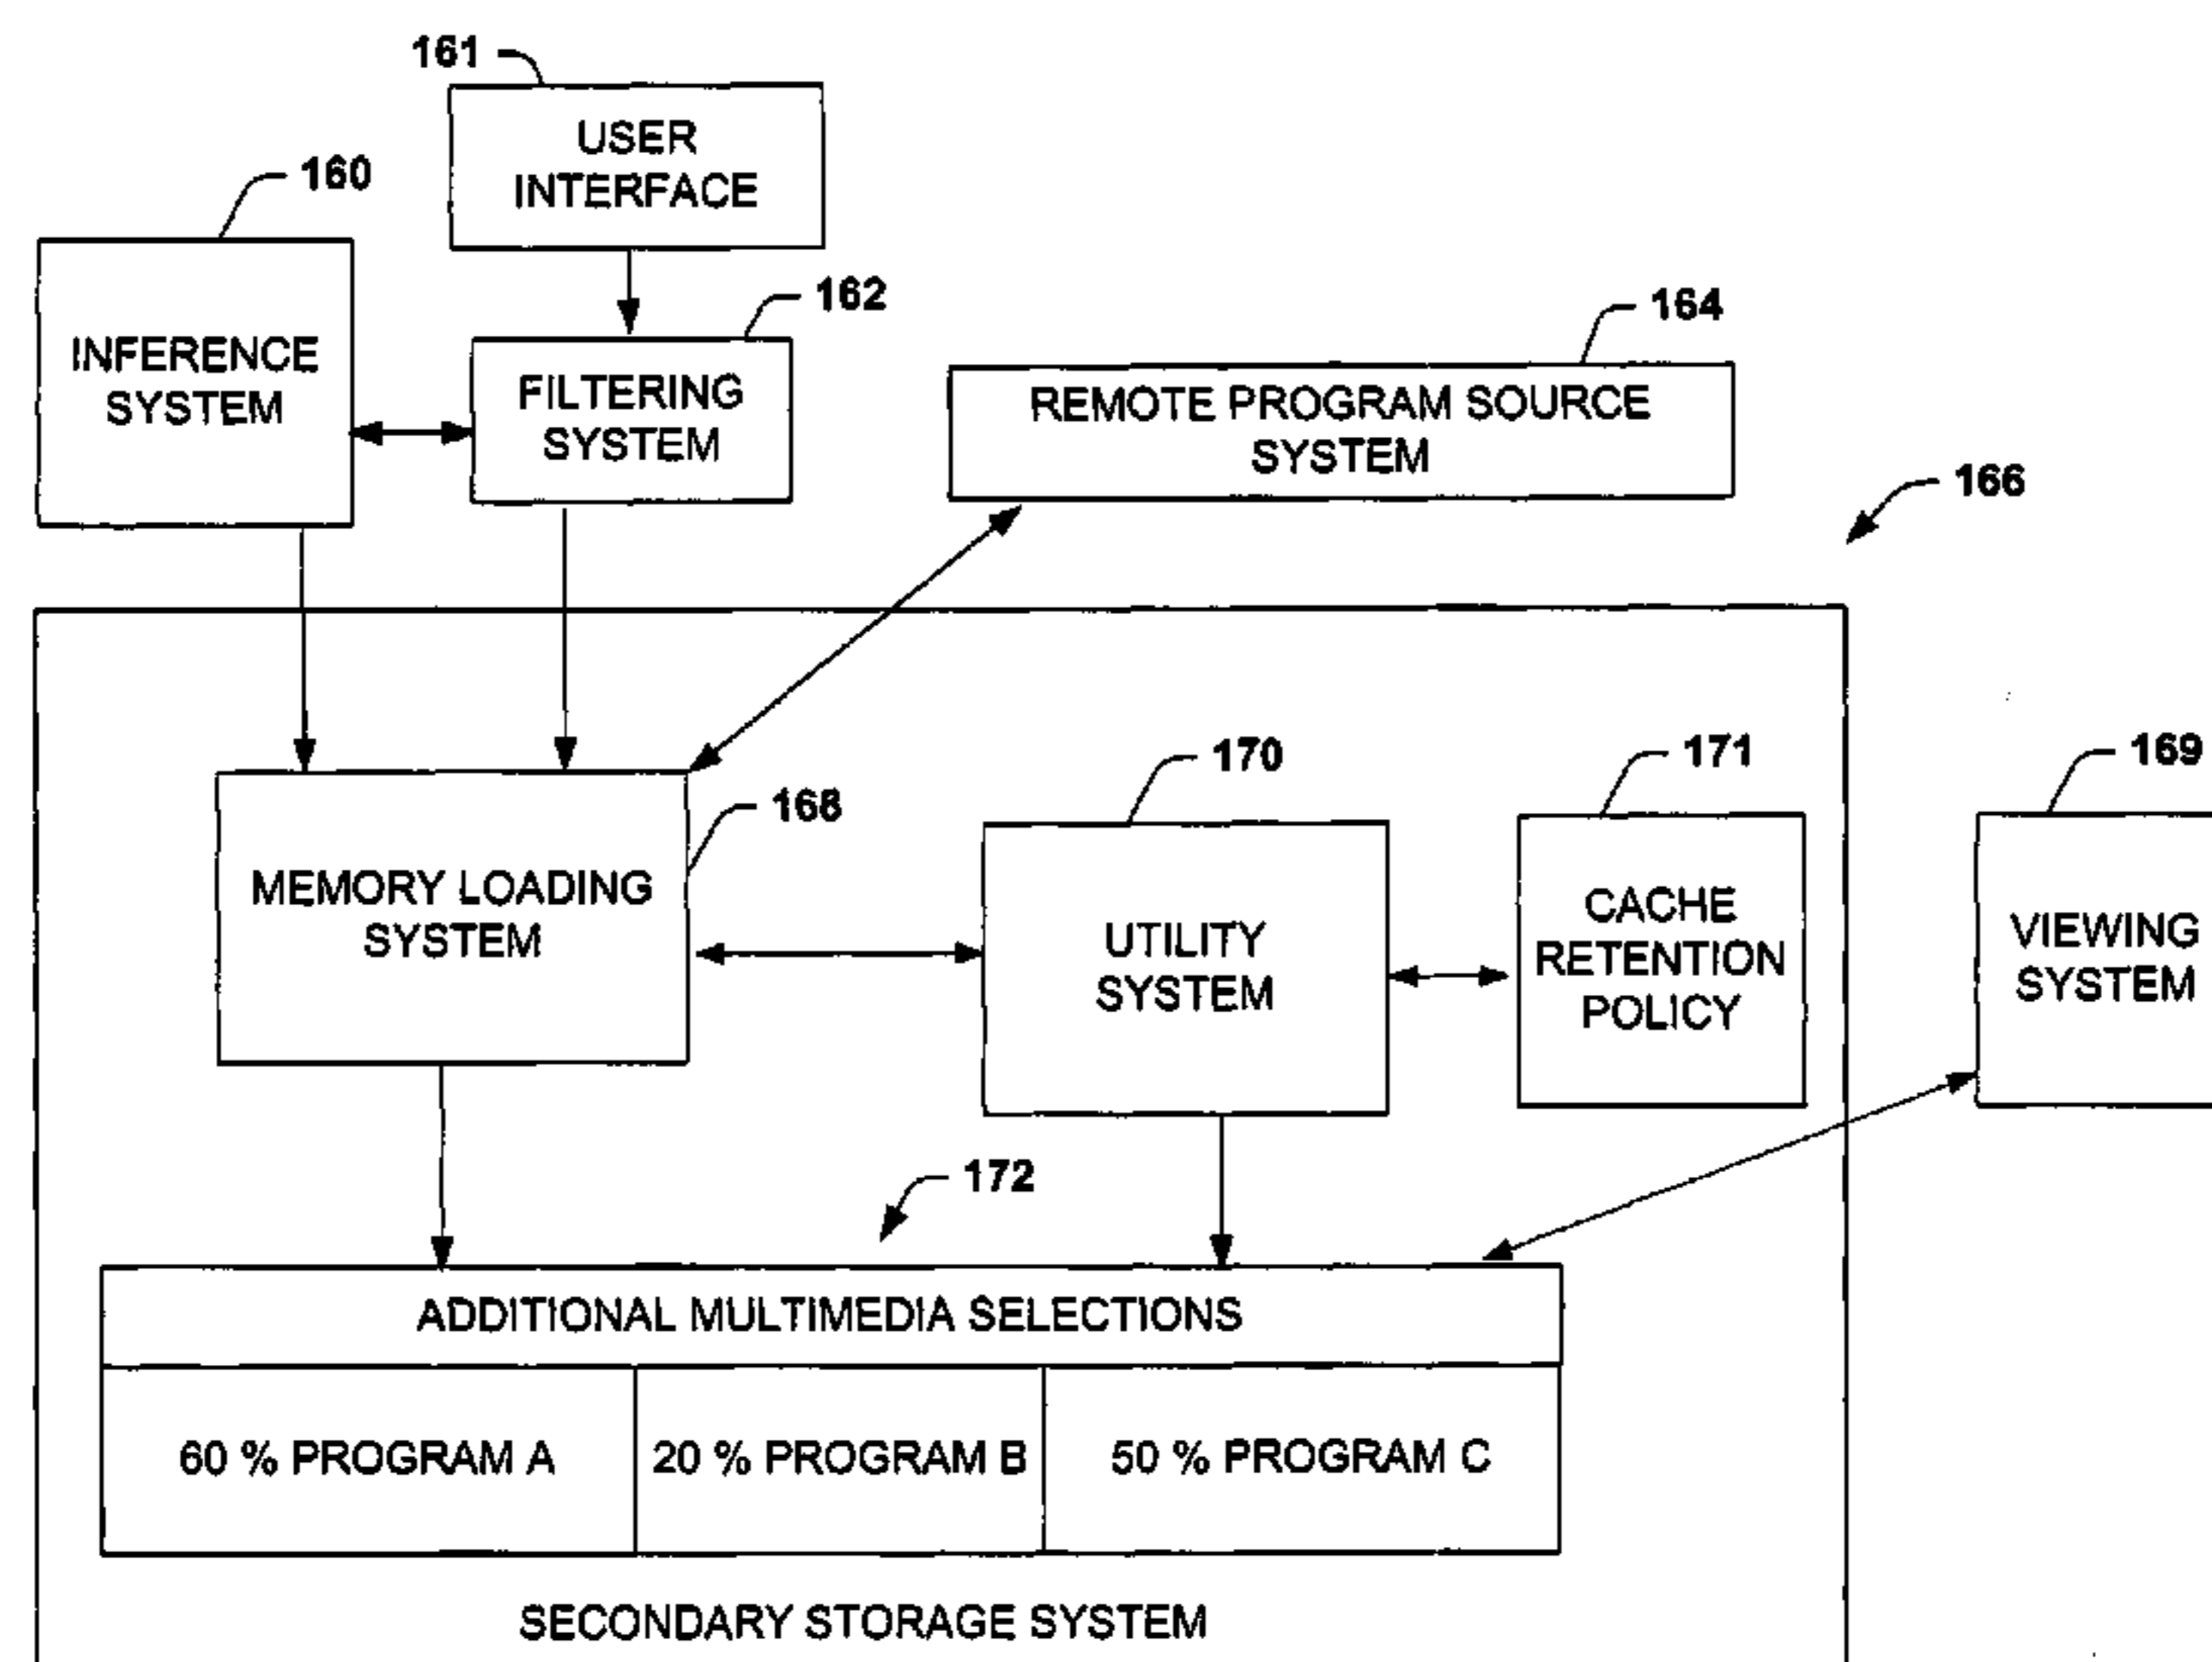 161
USER
INTERFACE
160
INFERENCE
SYSTEM
162
FILTERING
SYSTEM
164
REMOTE PROGRAM SOURCE
SYSTEM
166
168
MEMORY LOADING
SYSTEM
170
UTILITY
SYSTEM
171
CACHE
RETENTION
POLICY
169
VIEWING
SYSTEM
172
ADDITIONAL MULTIMEDIA SELECTIONS
60 % PROGRAM A
20 % PROGRAM B
50 % PROGRAM C
SECONDARY STORAGE SYSTEM